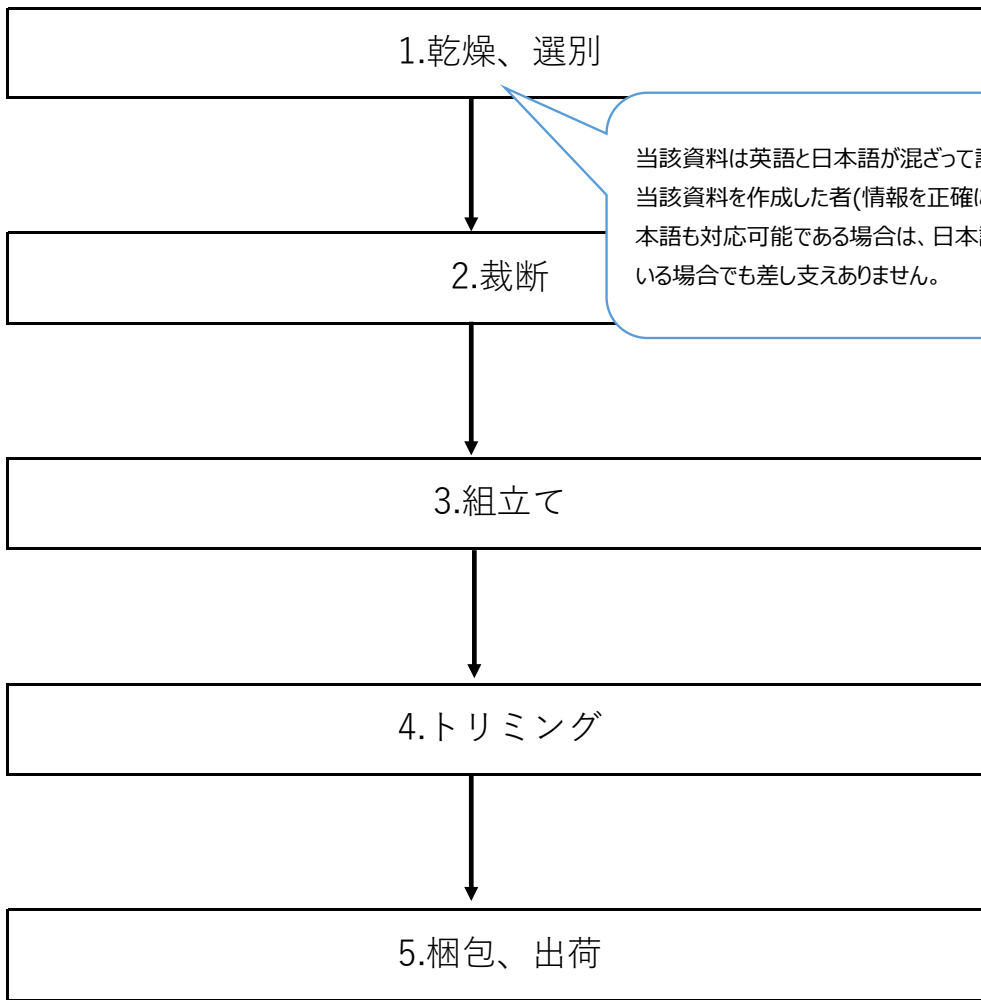 1.乾燥、選別
当該資料は英語と日本語が混ざって
当該資料を作成した者(情報を正確
本語も対応可能である場合は、日本
いる場合でも差し支えありません。
2.裁断
3.組立て
4.トリミング
5.梱包、出荷